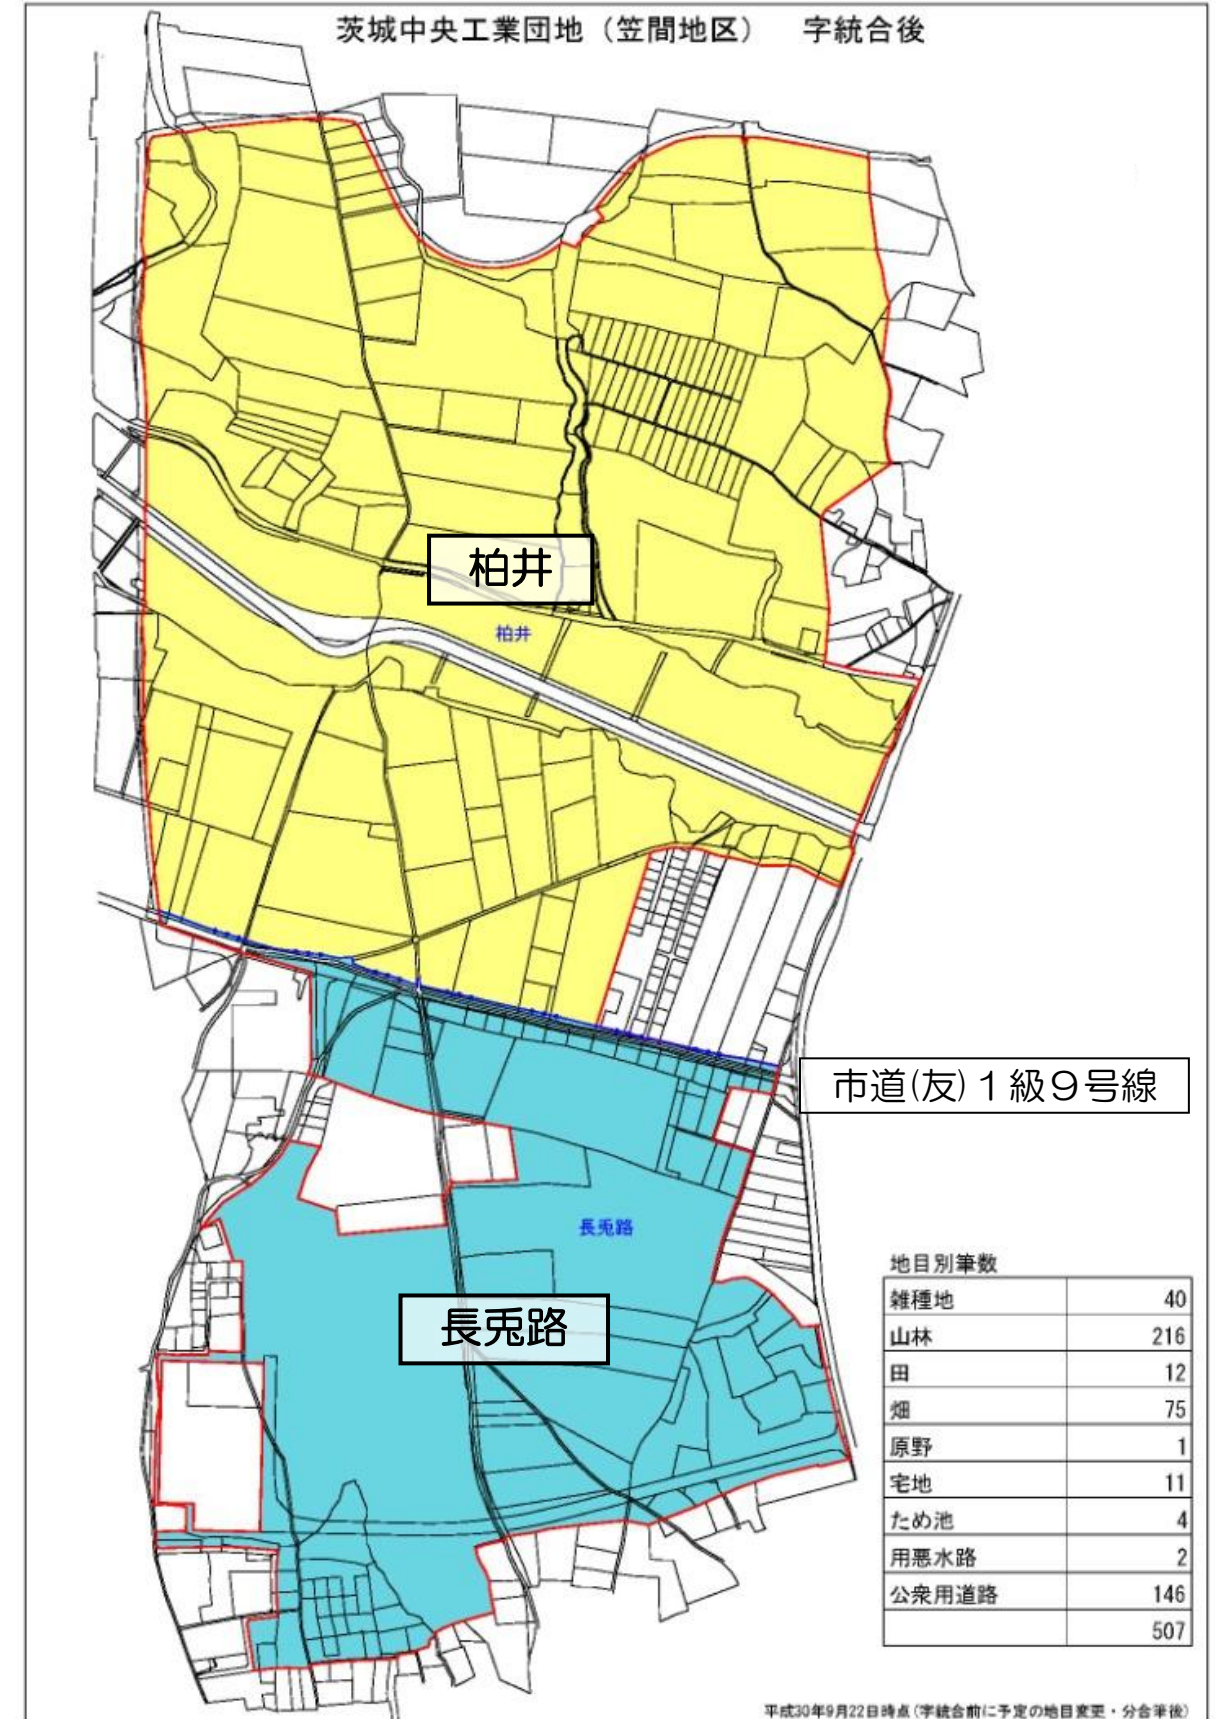 茨城中央工業団地（笠間地区）　字統合後
柏井
柏井
市道(友)１級９号線
長兎路
長兎路
地目別筆数
雑種地 40
山林 216
田 12
畑 75
原野 1
宅地 11
ため池 4
用悪水路 2
公衆用道路 146
507
平成30年9月22日時点(字統合前に予定の地目変更・分合筆後)